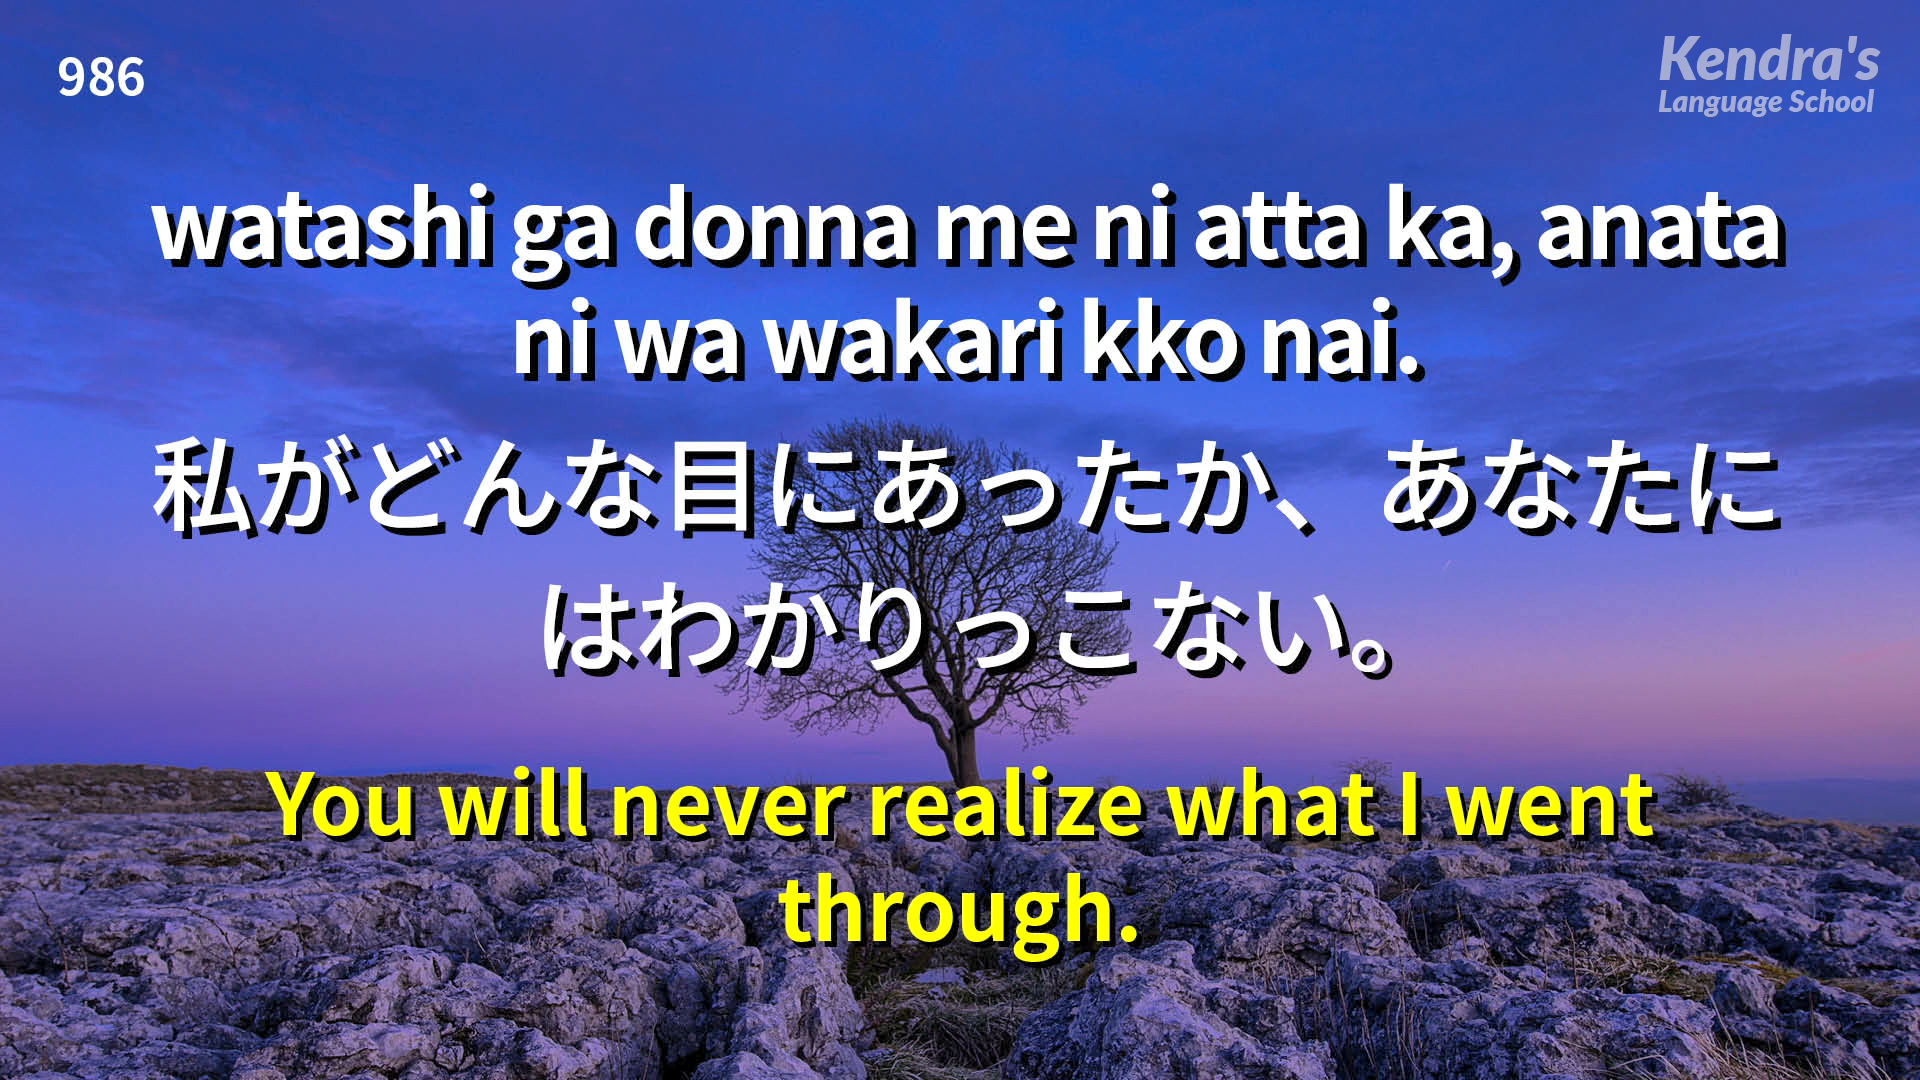 986
Kendra's
Language School
watashi ga donna me ni atta ka, anata
ni wa wakari kko nai.
私がどんな目にあったか、あなたに
はわかりっこない。
You will never realize what I went
through.